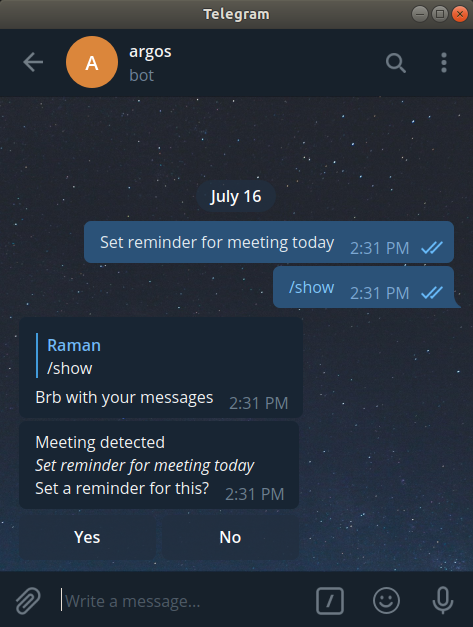 Telegram
A
argos
bot
July 16
Set reminder for meeting today 2:31 PM
/show 2:31 PM
Raman
/show
Brb with your messages 2:31 PM
Meeting detected
Set reminder for meeting today
Set a reminder for this? 2:31 PM
Yes No
Write a message...
/